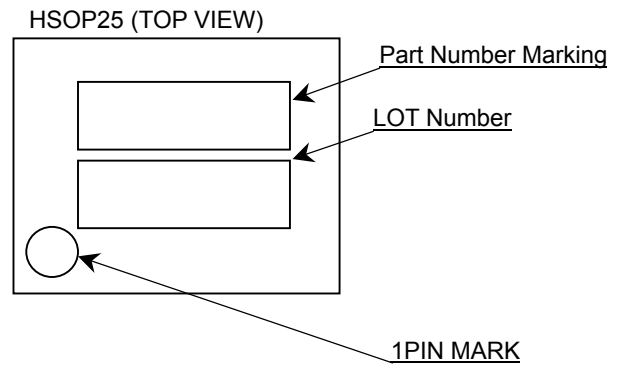 HSOP25 (TOP VIEW)
Part Number Marking
LOT Number
1PIN MARK